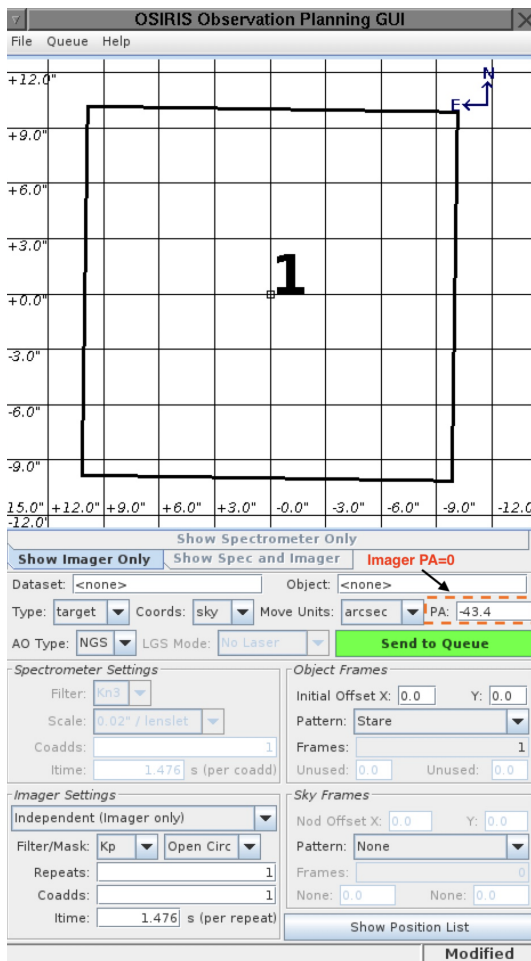 OSIRIS Observation Planning GUI
File Queue Help
N
E
+12.0"
+9.0"
+6.0"
+3.0"
1
+0.0"
-3.0"
-6.0"
-9.0"
15.0" +12.0" +9.0" +6.0" +3.0" -0.0" -3.0" -6.0" -9.0" -12.0"
-12.0"
Show Spectrometer Only
Show Imager Only Show Spec and Imager Imager PA=0
Dataset: <none> Object: <none>
Type: target Coords: sky Move Units: arcsec PA: -43.4
AO Type: NGS LGS Mode: No Laser Send to Queue
Spectrometer Settings
Filter: Kn3
Scale: 0.02" / lenslet
Coadds: 1
Itime: 1.476 s (per coadd)
Object Frames
Initial Offset X: 0.0 Y: 0.0
Pattern: Stare
Frames: 1
Unused: 0.0 Unused: 0.0
Imager Settings
Independent (Imager only)
Filter/Mask: Kp Open Circ
Repeats: 1
Coadds: 1
Itime: 1.476 s (per repeat)
Sky Frames
Nod Offset X: 0.0 Y: 0.0
Pattern: None
Frames: 0
None: 0.0 None: 0.0
Show Position List
Modified